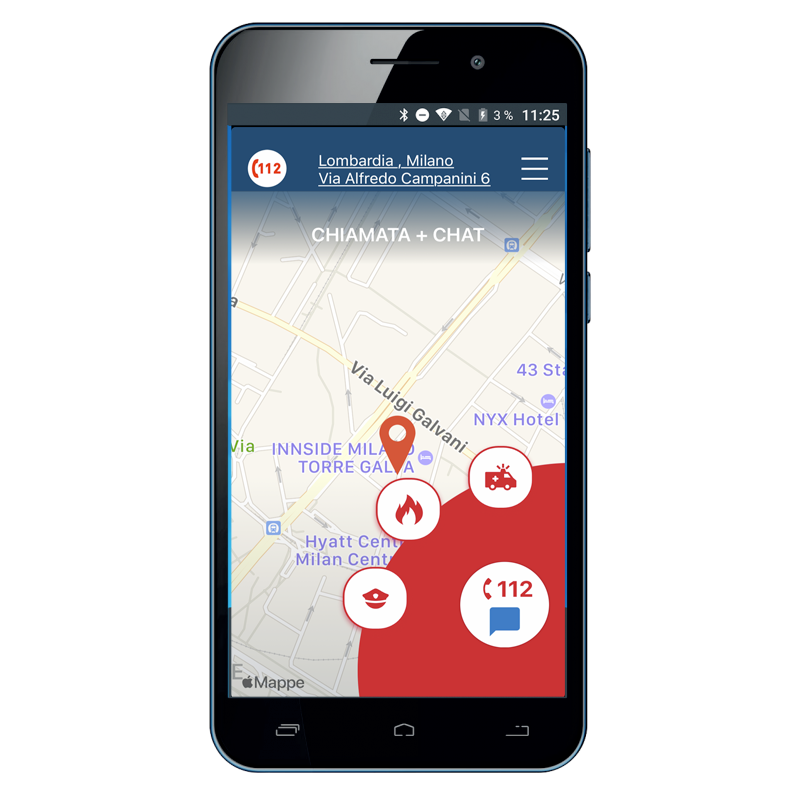 3 % 11:25
112
Lombardia , Milano
Via Alfredo Campanini 6
CHIAMATA + CHAT
Via Luigi Galvani
43 Sta
NYX Hotel
Via
INNSIDE MILANO
TORRE GALFA
Hyatt Cent
Milan Centr
112
E
Mappe